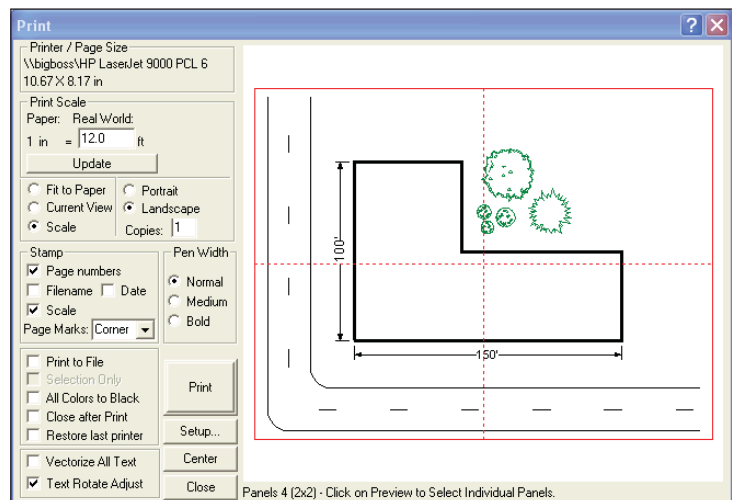 Print
Printer / Page Size
\\bigboss\HP LaserJet 9000 PCL 6
10.67 X 8.17 in
Print Scale
Paper: Real World:
1 in = 12.0 ft
Update
Fit to Paper
Portrait
Current View
Landscape
Scale
Copies: 1
Stamp
Page numbers
Filename
Date
Scale
Page Marks: Corner
Pen Width
Normal
Medium
Bold
Print to File
Selection Only
All Colors to Black
Close after Print
Restore last printer
Vectorize All Text
Text Rotate Adjust
Print
Setup...
Center
Close
100'
150'
Panels 4 (2x2) - Click on Preview to Select Individual Panels.